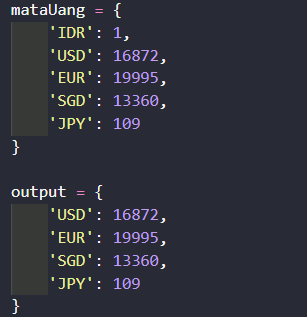 mataUang = {
    'IDR': 1,
    'USD': 16872,
    'EUR': 19995,
    'SGD': 13360,
    'JPY': 109
}

output = {
    'USD': 16872,
    'EUR': 19995,
    'SGD': 13360,
    'JPY': 109
}